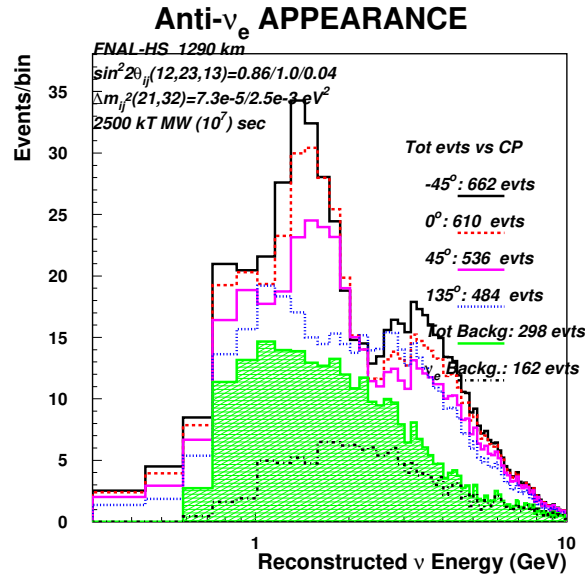 Anti-νe APPEARANCE
FNAL-HS 1290 km
sin²2θij(12,23,13)=0.86/1.0/0.04
Δmij²(21,32)=7.3e-5/2.5e-3 eV²
2500 kT MW (10⁷) sec
Events/bin
35
30
25
20
15
10
5
0
Tot evts vs CP
-45°: 662 evts
0°: 610 evts
45°: 536 evts
135°: 484 evts
Tot Backg: 298 evts
νe Backg.: 162 evts
1
10
Reconstructed ν Energy (GeV)